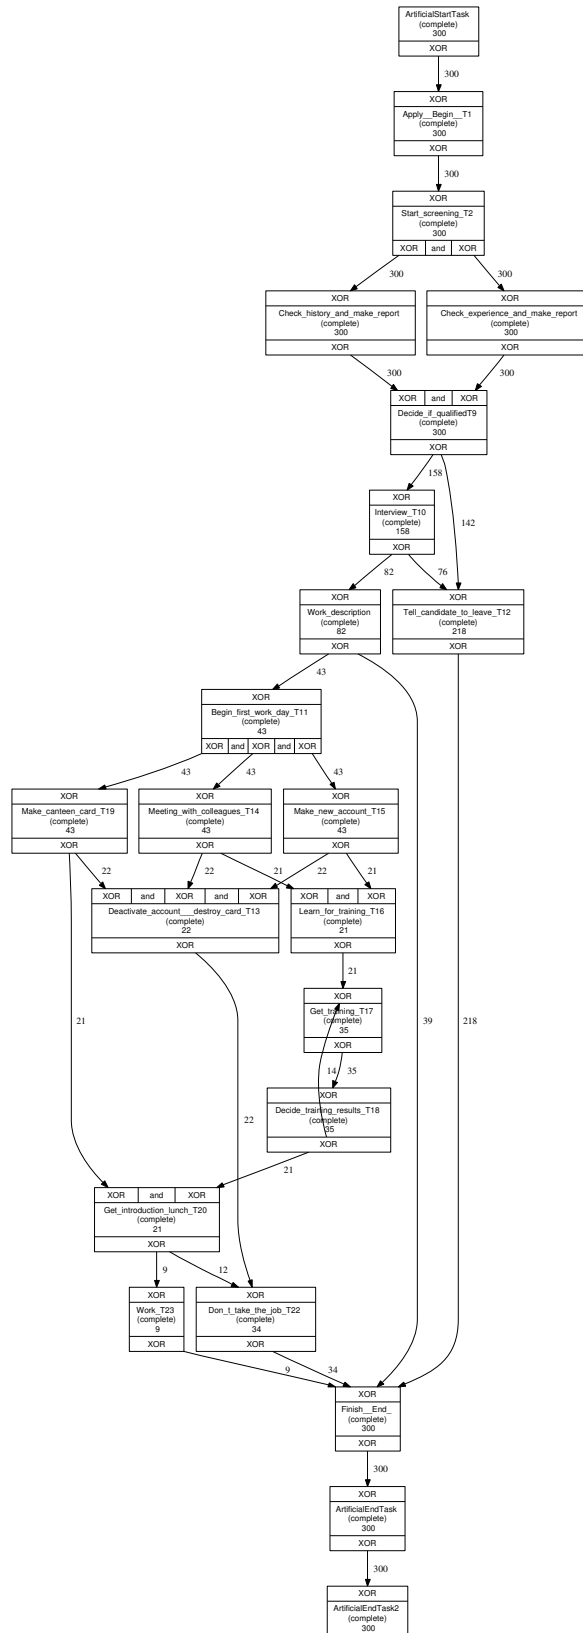 ArtificialStartTask
(complete)
300
XOR
300
XOR
Apply__Begin__T1
(complete)
300
XOR
300
XOR
Start_screening_T2
(complete)
300
XOR and XOR
300 300
XOR
Check_history_and_make_report
(complete)
300
XOR
XOR
Check_experience_and_make_report
(complete)
300
XOR
300 300
XOR and XOR
Decide_if_qualifiedT9
(complete)
300
XOR
158
142
XOR
Interview_T10
(complete)
158
XOR
82 76
XOR
Work_description
(complete)
82
XOR
XOR
Tell_candidate_to_leave_T12
(complete)
218
XOR
43
XOR
Begin_first_work_day_T11
(complete)
43
XOR and XOR and XOR
43 43 43
XOR
Make_canteen_card_T19
(complete)
43
XOR
XOR
Meeting_with_colleagues_T14
(complete)
43
XOR
XOR
Make_new_account_T15
(complete)
43
XOR
22 22 21 22 21
XOR and XOR and XOR
Deactivate_account___destroy_card_T13
(complete)
22
XOR
XOR and XOR
Learn_for_training_T16
(complete)
21
XOR
21
XOR
Get_training_T17
(complete)
35
XOR
21
39
218
14 35
XOR
Decide_training_results_T18
(complete)
35
XOR
22
21
XOR and XOR
Get_introduction_lunch_T20
(complete)
21
XOR
9 12
XOR
Work_T23
(complete)
9
XOR
XOR
Don_t_take_the_job_T22
(complete)
34
XOR
9 34
XOR
Finish__End_
(complete)
300
XOR
300
XOR
ArtificialEndTask
(complete)
300
XOR
300
XOR
ArtificialEndTask2
(complete)
300